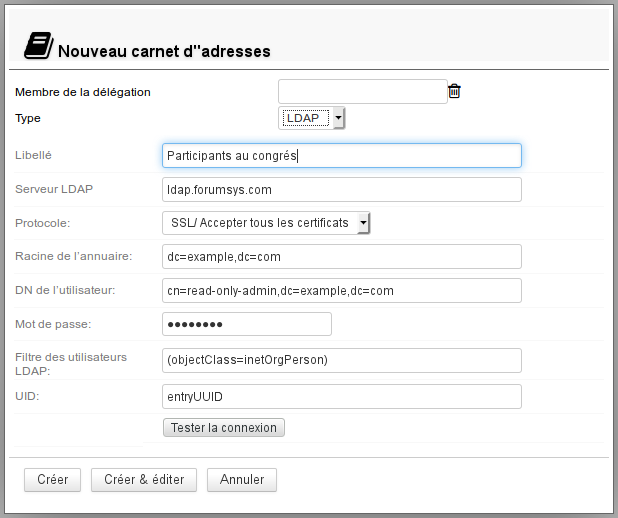 Nouveau carnet d"adresses
Membre de la délégation
Type LDAP
Libellé Participants au congrés
Serveur LDAP ldap.forumsys.com
Protocole: SSL/ Accepter tous les certificats
Racine de l'annuaire: dc=example,dc=com
DN de l'utilisateur: cn=read-only-admin,dc=example,dc=com
Mot de passe: ●●●●●●●●
Filtre des utilisateurs (objectClass=inetOrgPerson)
LDAP:
UID: entryUUID
Tester la connexion
Créer Créer & éditer Annuler